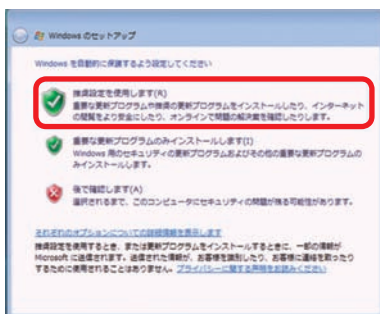 Windows のセットアップ
Windows を自動的に保護するよう設定してください
推奨設定を使用します(R)
重要な更新プログラムや推奨の更新プログラムをインストールしたり、インターネット
の閲覧をより安全にしたり、オンラインで問題の解決策を確認したりします。
重要な更新プログラムのみインストールします(I)
Windows 用のセキュリティの更新プログラムおよびその他の重要な更新プログラムの
みインストールします。
後で確認します(A)
選択されるまで、このコンピュータにセキュリティの問題が残る可能性があります。
それぞれのオプションについての詳細情報を表示します
推奨設定を使用するとき、または更新プログラムをインストールするときに、一部の情報が
Microsoft に送信されます。送信された情報が、お客様を識別したり、お客様に連絡を取ったり
するために使用されることはありません。プライバシーに関する声明をお読みください